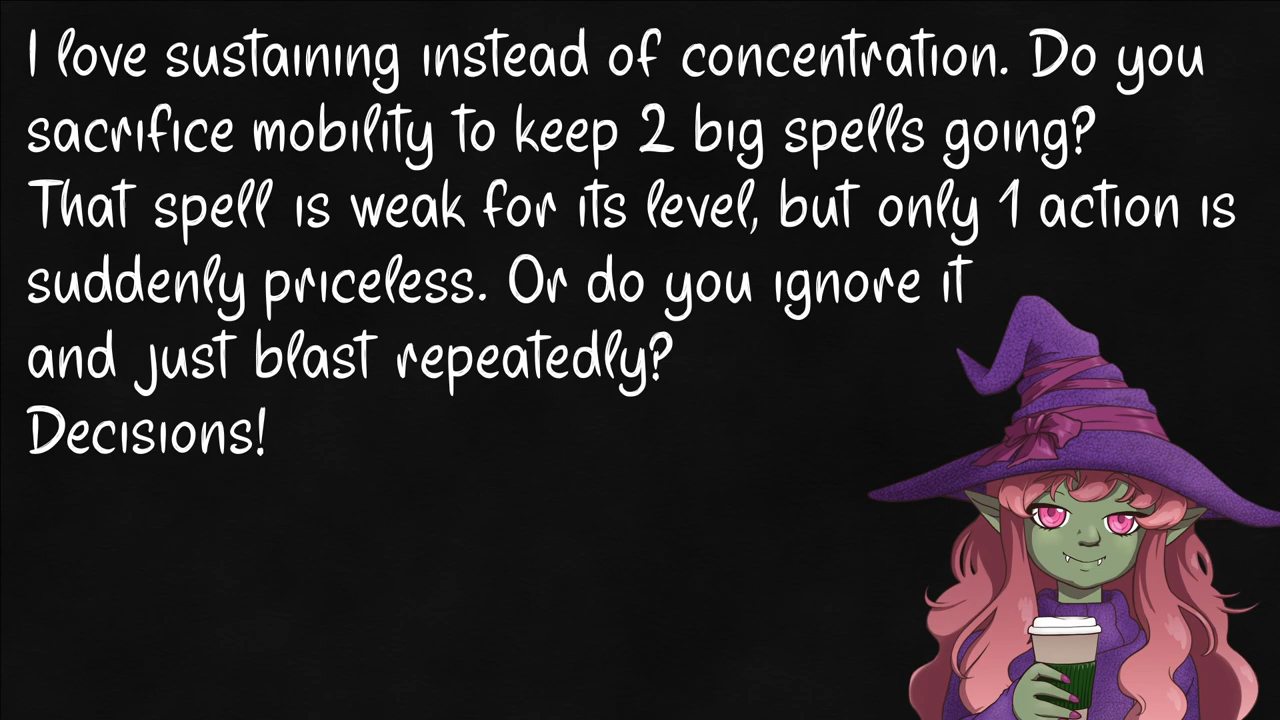 I love sustaining instead of concentration. Do you
sacrifice mobility to keep 2 big spells going?
That spell is weak for its level, but only 1 action is
suddenly priceless. Or do you ignore it
and just blast repeatedly?
Decisions!